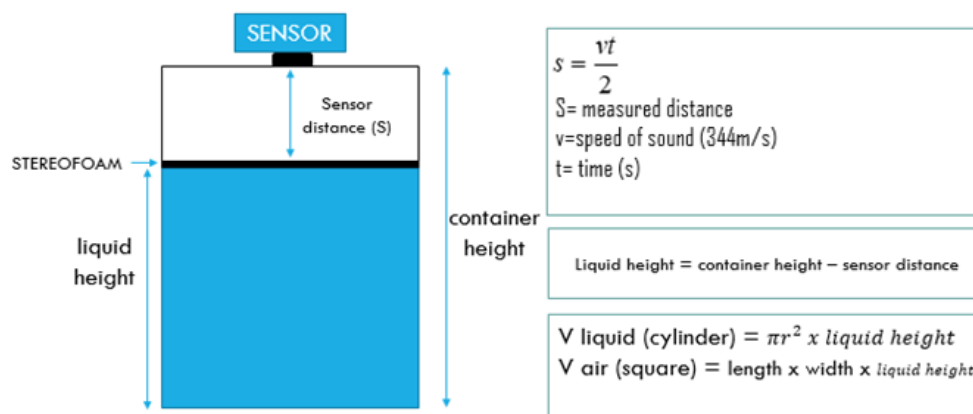 SENSOR
Sensor
distance (S)
STEREOFOAM
liquid
height
container
height
s = vt/2
S= measured distance
v=speed of sound (344m/s)
t= time (s)
Liquid height = container height – sensor distance
V liquid (cylinder) = πr² x liquid height
V air (square) = length x width x liquid height